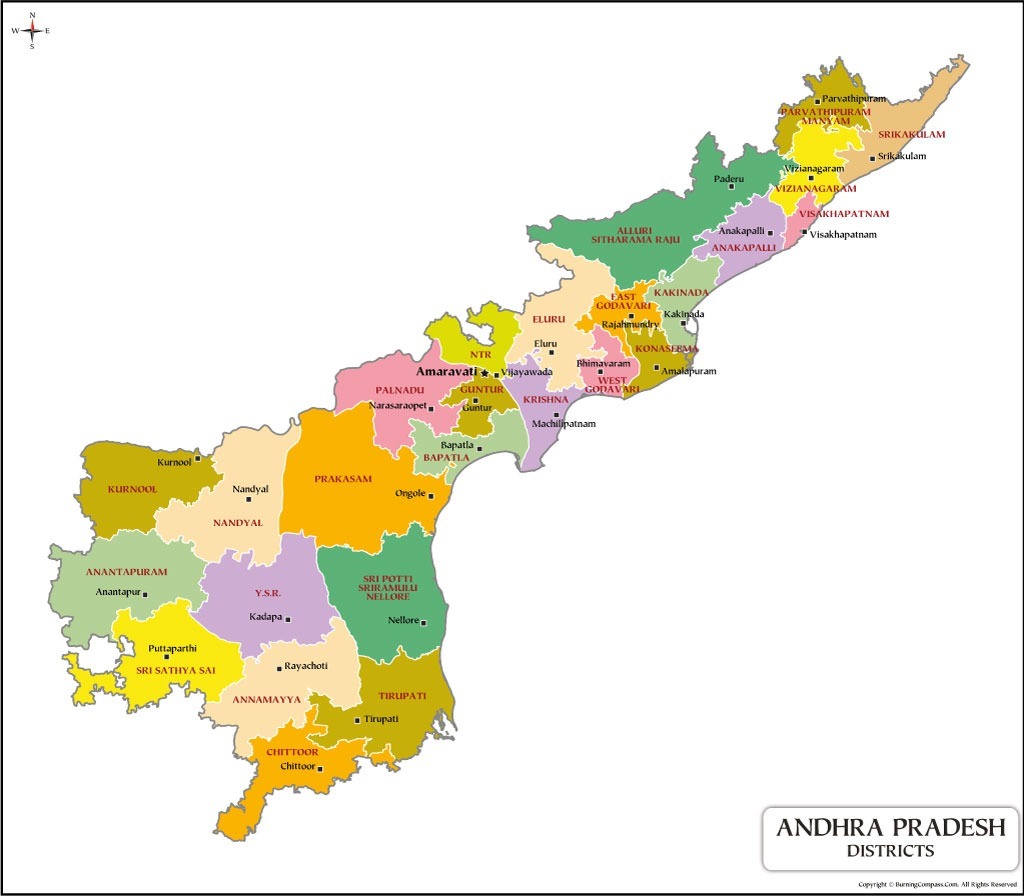 N
W E
S
Parvathipuram
PARVATHIPURAM
MANYAM
SRIKAKULAM
Srikakulam
Vizianagaram
VIZIANAGARAM
Paderu
VISAKHAPATNAM
Visakhapatnam
Anakapalli
ANAKAPALLI
ALLURI
SITHARAMA RAJU
KAKINADA
Kakinada
EAST
GODAVARI
Rajahmundry
ELURU
Eluru
KONASEEMA
Amalapuram
Bhimavaram
WEST
GODAVARI
NTR
Amaravati
Vijayawada
KRISHNA
Machilipatnam
PALNADU
Narasaraopet
GUNTUR
Guntur
Bapatla
BAPATLA
Kurnool
KURNOOL
Nandyal
NANDYAL
PRAKASAM
Ongole
ANANTAPURAM
Anantapur
Y.S.R.
Kadapa
SRI POTTI
SRIRAMULU
NELLORE
Nellore
Puttaparthi
SRI SATHYA SAI
Rayachoti
ANNAMAYYA
TIRUPATI
Tirupati
CHITTOOR
Chittoor
ANDHRA PRADESH
DISTRICTS
Copyright © BurningCompass.Com. All Rights Reserved